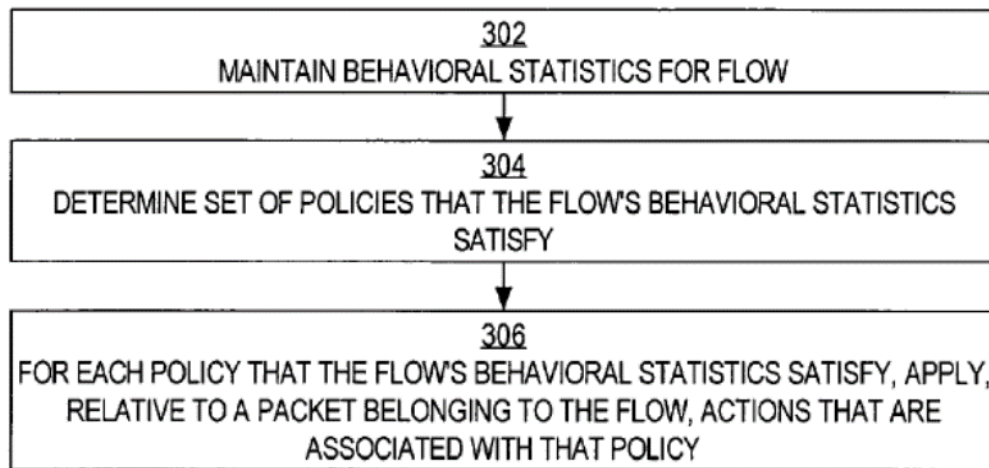 302
MAINTAIN BEHAVIORAL STATISTICS FOR FLOW
304
DETERMINE SET OF POLICIES THAT THE FLOW'S BEHAVIORAL STATISTICS
SATISFY
306
FOR EACH POLICY THAT THE FLOW'S BEHAVIORAL STATISTICS SATISFY, APPLY,
RELATIVE TO A PACKET BELONGING TO THE FLOW, ACTIONS THAT ARE
ASSOCIATED WITH THAT POLICY